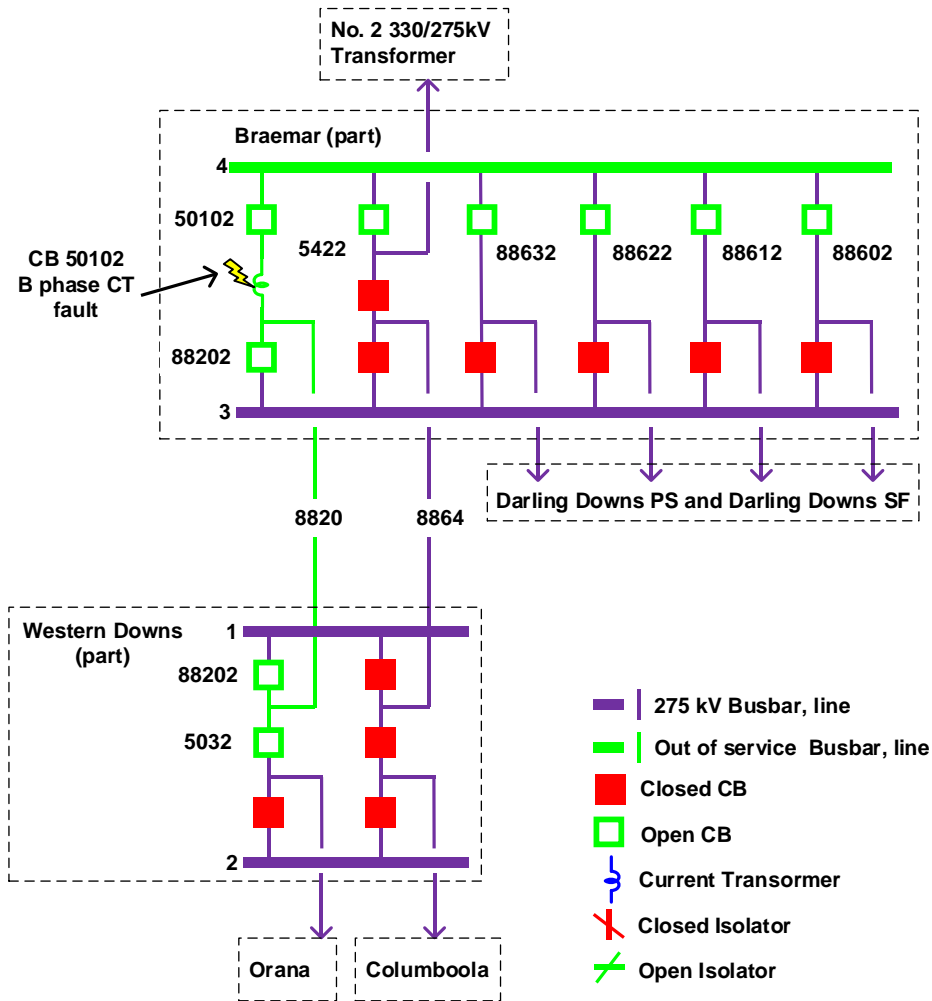 No. 2 330/275kV
Transformer
Braemar (part)
4
50102
5422
88632
88622
88612
88602
CB 50102
B phase CT
fault
88202
3
Darling Downs PS and Darling Downs SF
8820
8864
Western Downs
(part)
1
88202
5032
2
Orana
Columboola
275 kV Busbar, line
Out of service Busbar, line
Closed CB
Open CB
Current Transormer
Closed Isolator
Open Isolator